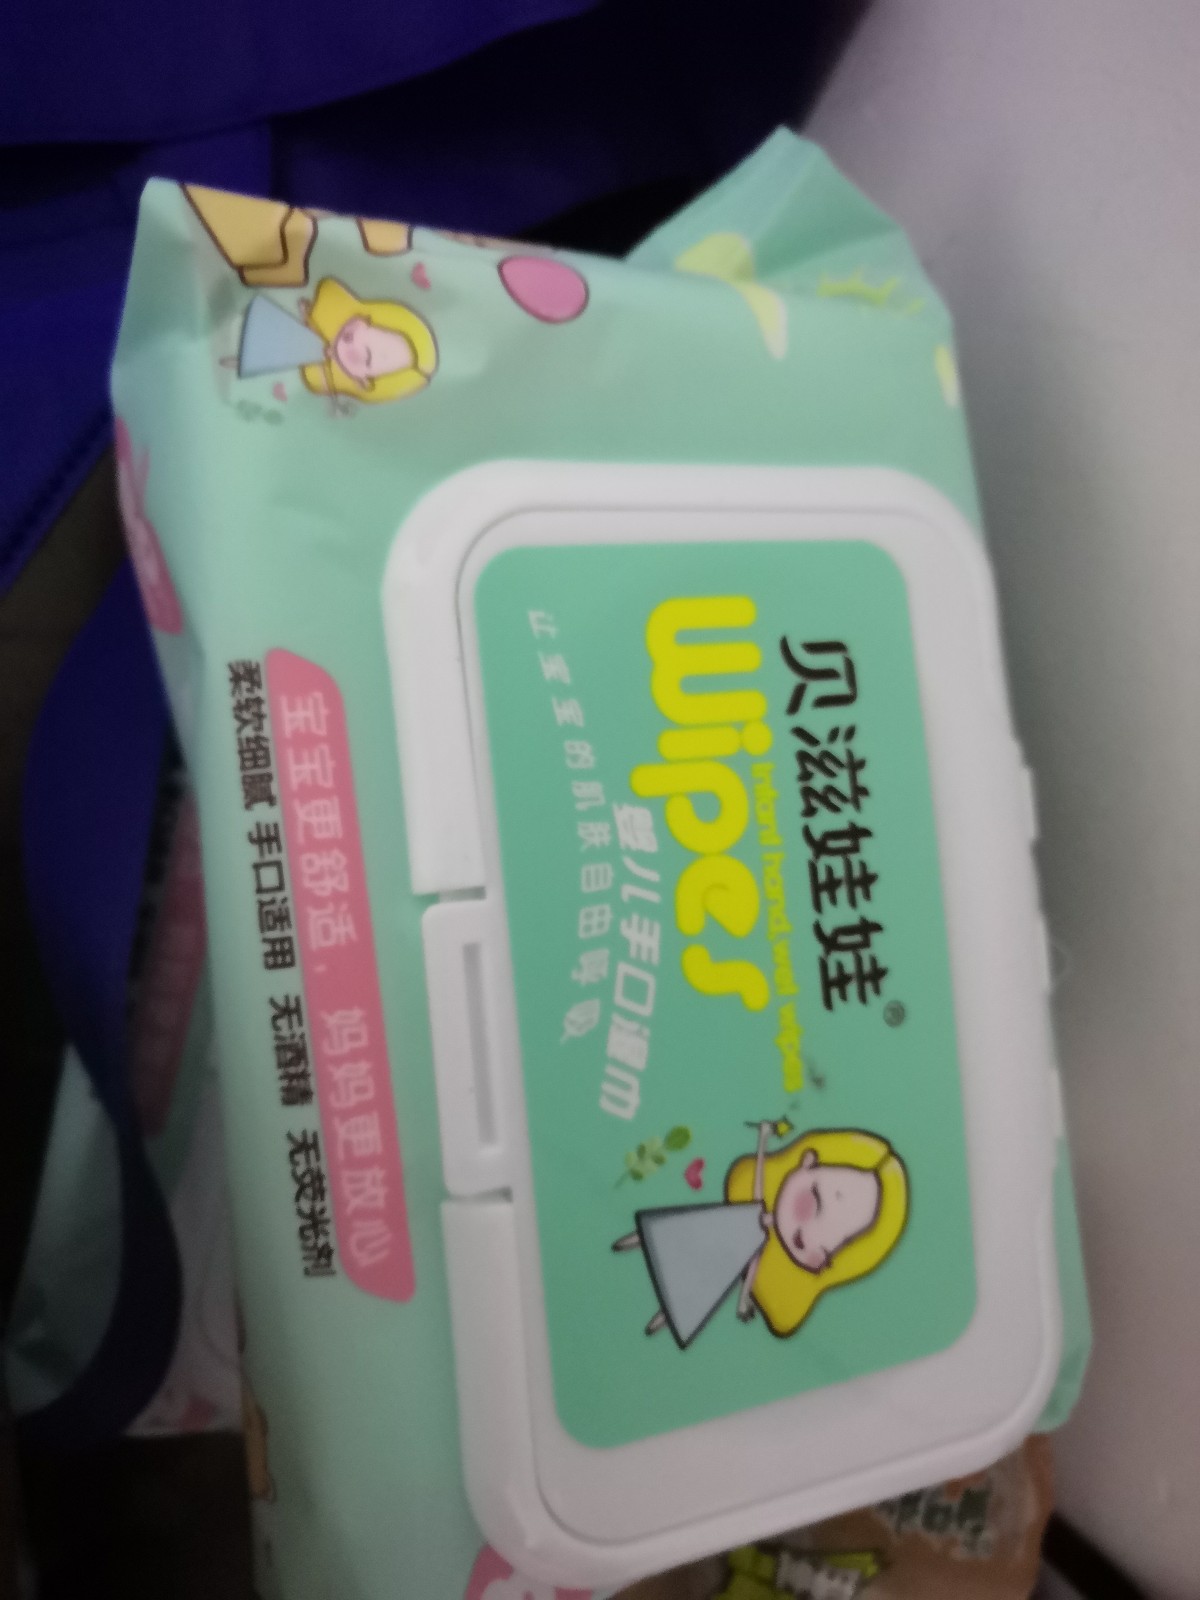 贝滋娃娃®
Infant hand.wet wipes
wipes
婴儿手口湿巾
让宝宝的肌肤自由呼吸
宝宝更舒适，妈妈更放心
柔软细腻 手口适用 无酒精 无荧光剂